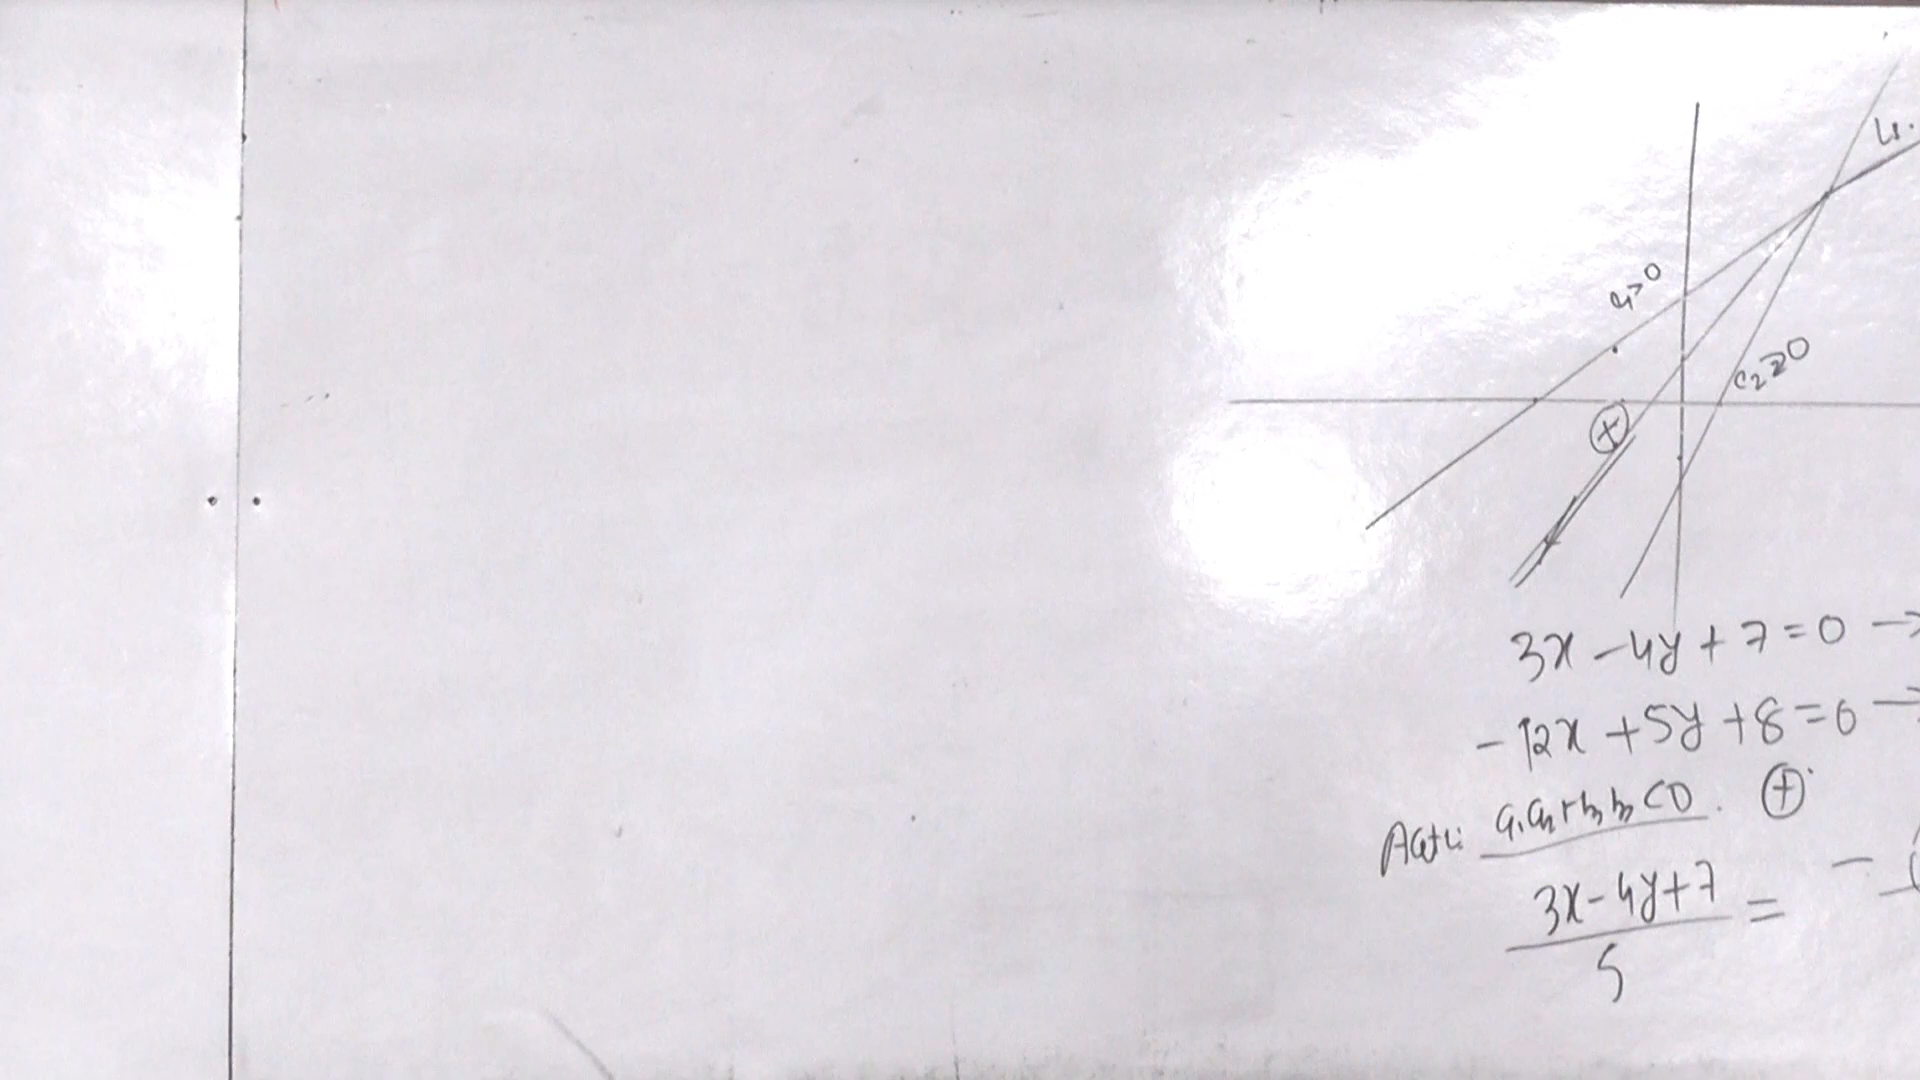 L1.
C1>0
C2>0
+
3x - 4y + 7 = 0 →
- 12x + 5y + 8 = 0 →
a1a2 + b1b2 < 0. +
3x - 4y + 7 / 5 = -